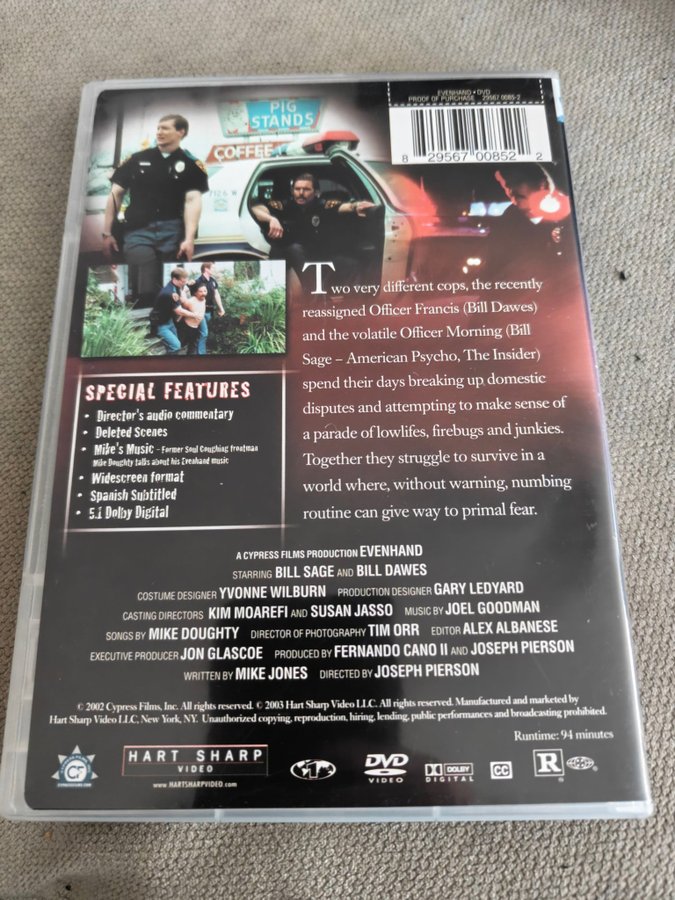 EVENHAND • DVD
PROOF OF PURCHASE 29567 0085-2
8 29567 00852 2
PIG
STANDS
COFFEE
Two very different cops, the recently
reassigned Officer Francis (Bill Dawes)
and the volatile Officer Morning (Bill
Sage – American Psycho, The Insider)
spend their days breaking up domestic
disputes and attempting to make sense of
a parade of lowlifes, firebugs and junkies.
Together they struggle to survive in a
world where, without warning, numbing
routine can give way to primal fear.
SPECIAL FEATURES
• Director's audio commentary
• Deleted Scenes
• Mike's Music - Former Soul Coughing frontman
Mike Doughty talks about his Evenhand music
• Widescreen format
• Spanish Subtitled
• 5.1 Dolby Digital
A CYPRESS FILMS PRODUCTION EVENHAND
STARRING BILL SAGE AND BILL DAWES
COSTUME DESIGNER YVONNE WILBURN PRODUCTION DESIGNER GARY LEDYARD
CASTING DIRECTORS KIM MOAREFI AND SUSAN JASSO MUSIC BY JOEL GOODMAN
SONGS BY MIKE DOUGHTY DIRECTOR OF PHOTOGRAPHY TIM ORR EDITOR ALEX ALBANESE
EXECUTIVE PRODUCER JON GLASCOE PRODUCED BY FERNANDO CANO II AND JOSEPH PIERSON
WRITTEN BY MIKE JONES DIRECTED BY JOSEPH PIERSON
© 2002 Cypress Films, Inc. All rights reserved. © 2003 Hart Sharp Video LLC. All rights reserved. Manufactured and marketed by
Hart Sharp Video LLC, New York, NY. Unauthorized copying, reproduction, hiring, lending, public performances and broadcasting prohibited.
Runtime: 94 minutes
CYPRESS FILMS
CF
CYPRESSFILMS.COM
HART SHARP
VIDEO
www.HARTSHARPVIDEO.com
DVD
VIDEO
DOLBY
DIGITAL
CC
R